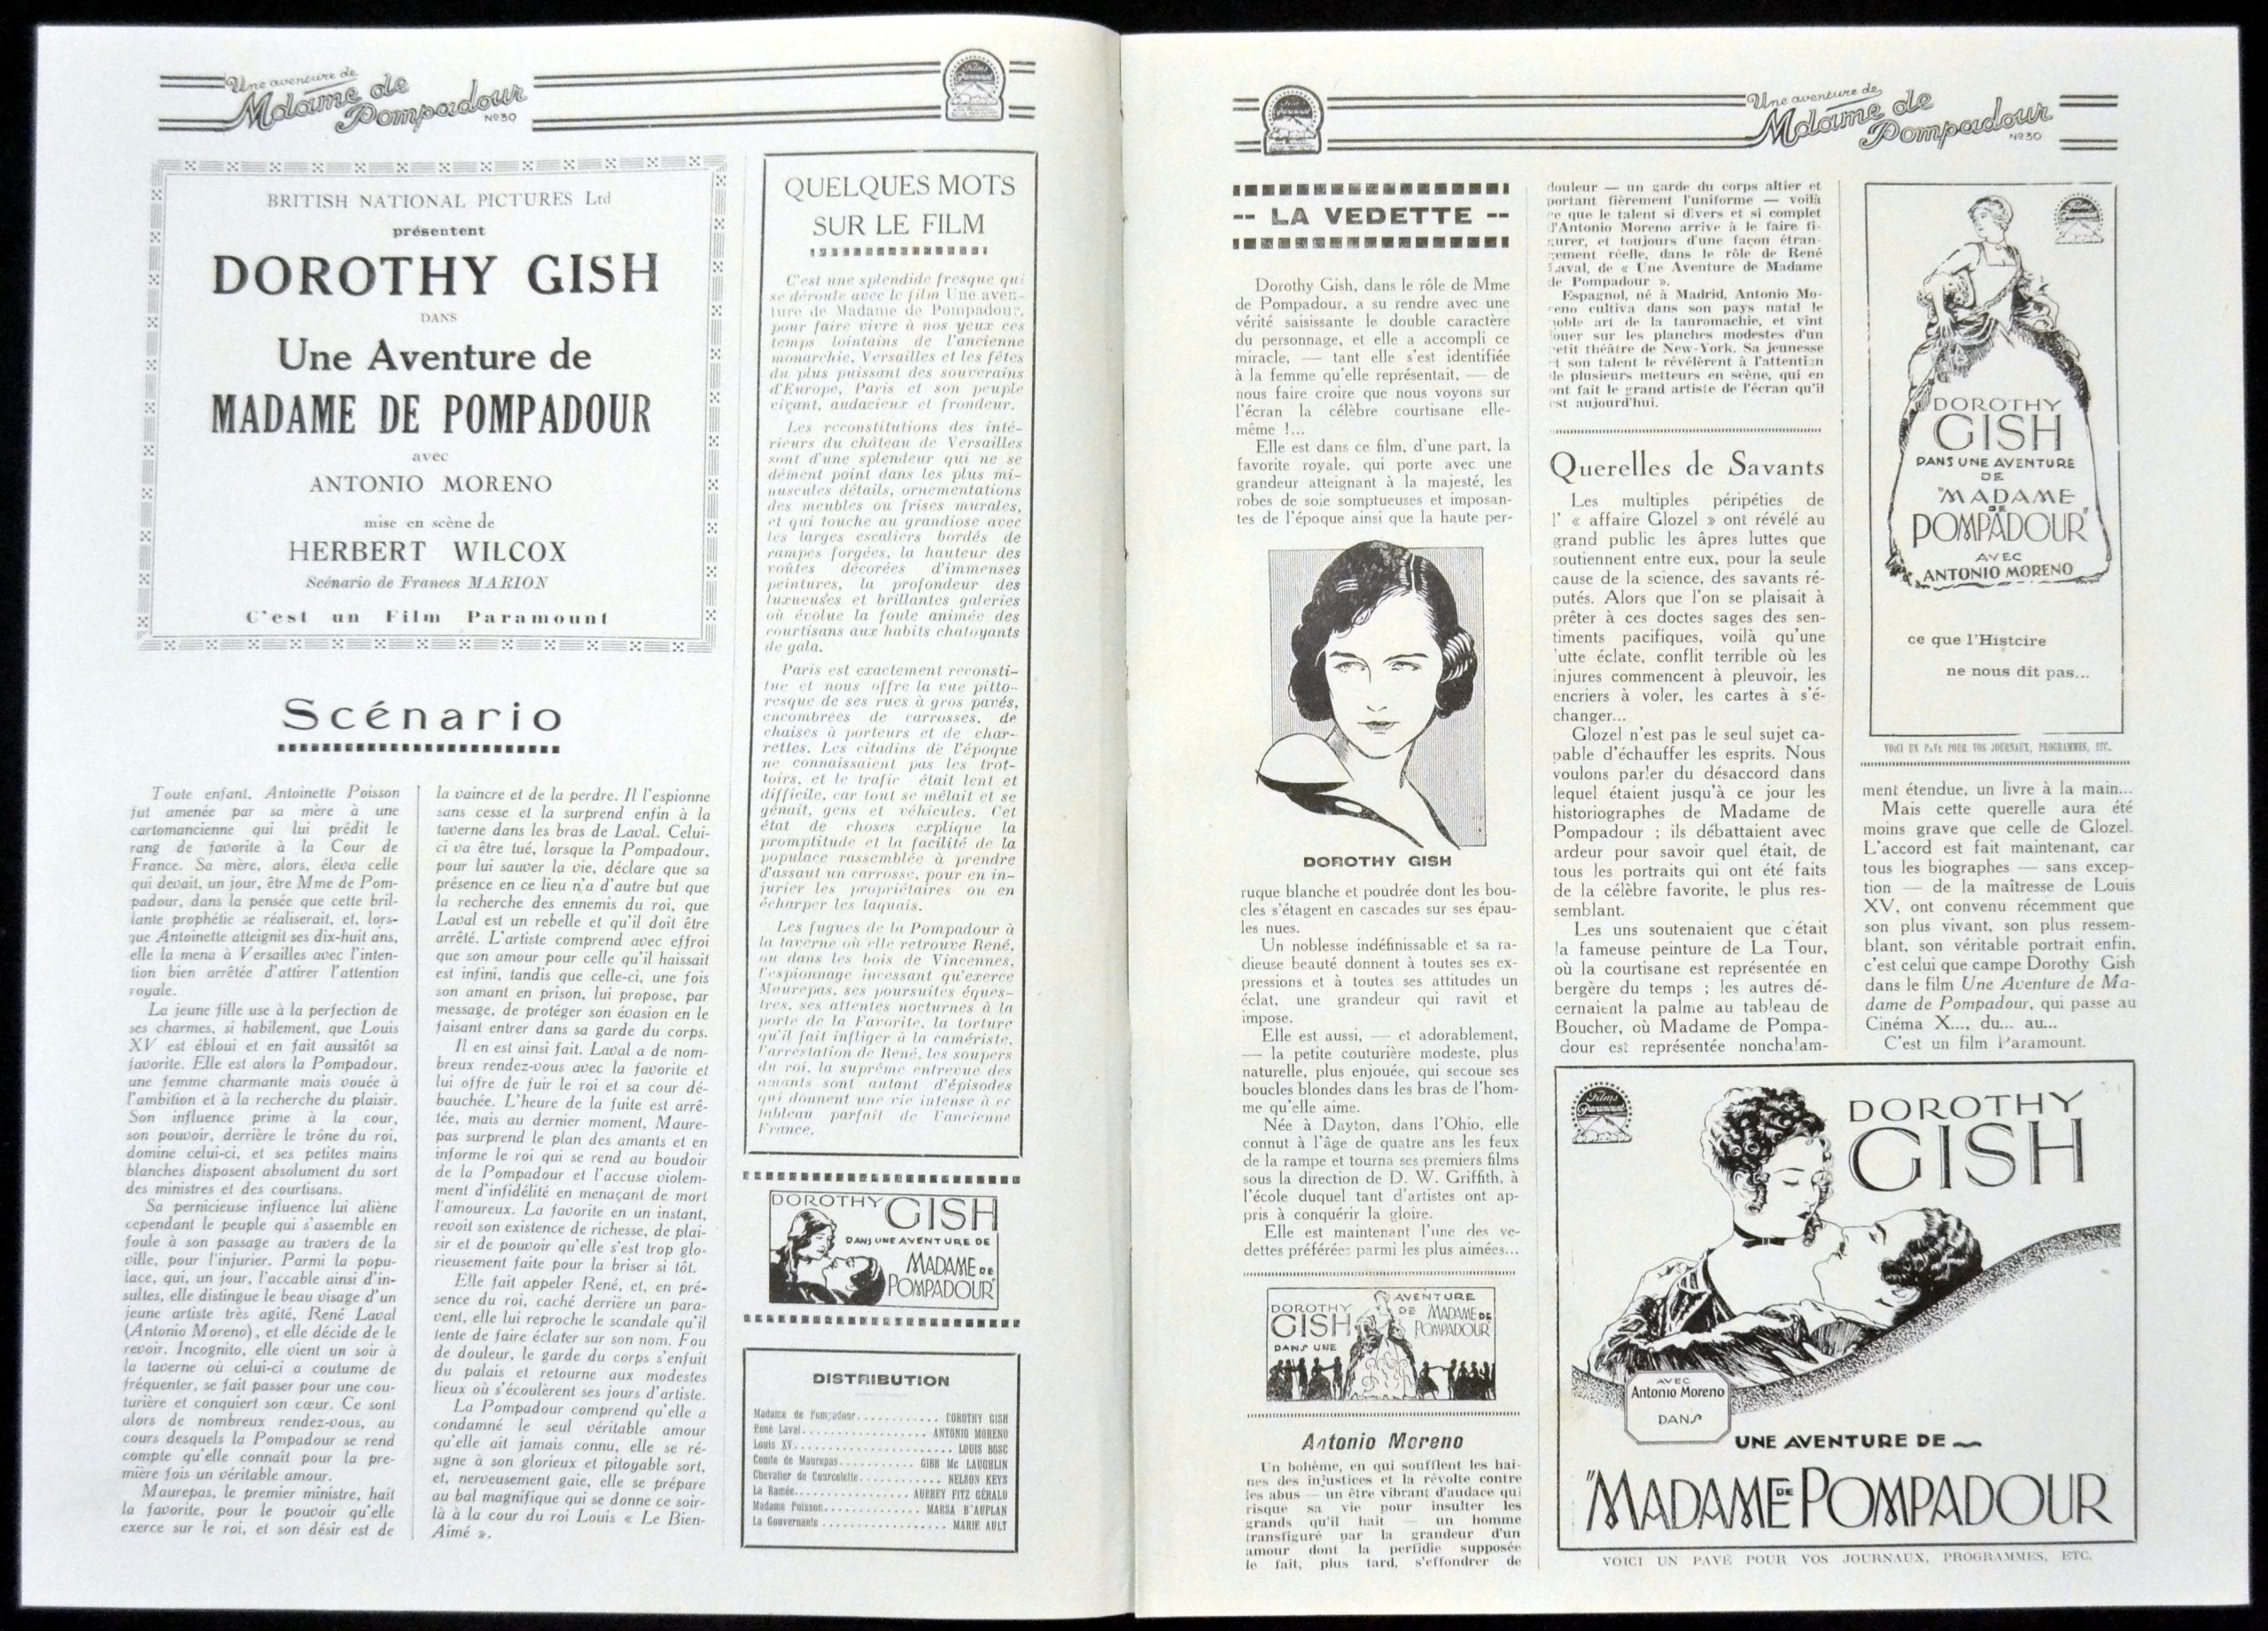 Une aventure de
Madame de
Pompadour
Nº30
BRITISH NATIONAL PICTURES Ltd
présentent
DOROTHY GISH
DANS
Une Aventure de
MADAME DE POMPADOUR
avec
ANTONIO MORENO
mise en scène de
HERBERT WILCOX
Scénario de Frances MARION
C'est un Film Paramount
Scénario
Toute enfant, Antoinette Poisson
fut amenée par sa mère à une
cartomancienne qui lui prédit le
rang de favorite à la Cour de
France. Sa mère, alors, éleva celle
qui devait, un jour, être Mme de Pom-
padour, dans la pensée que cette bril-
lante prophétie se réaliserait, et, lors-
que Antoinette atteignit ses dix-huit ans,
elle la mena à Versailles avec l'inten-
tion bien arrêtée d'attirer l'attention
royale.
La jeune fille use à la perfection de
ses charmes, si habilement, que Louis
XV est ébloui et en fait aussitôt sa
favorite. Elle est alors la Pompadour,
une femme charmante mais vouée à
l'ambition et à la recherche du plaisir.
Son influence prime à la cour,
son pouvoir, derrière le trône du roi,
domine celui-ci, et ses petites mains
blanches disposent absolument du sort
des ministres et des courtisans.
Sa pernicieuse influence lui aliène
cependant le peuple qui s'assemble en
foule à son passage au travers de la
ville, pour l'injurier. Parmi la popu-
lace, qui, un jour, l'accable ainsi d'in-
sultes, elle distingue le beau visage d'un
jeune artiste très agité, René Laval
(Antonio Moreno), et elle décide de le
revoir. Incognito, elle vient un soir à
la taverne où celui-ci a coutume de
fréquenter, se fait passer pour une cou-
turière et conquiert son cœur. Ce sont
alors de nombreux rendez-vous, au
cours desquels la Pompadour se rend
compte qu'elle connaît pour la pre-
mière fois un véritable amour.
Maurepas, le premier ministre, hait
la favorite, pour le pouvoir qu'elle
exerce sur le roi, et son désir est de
la vaincre et de la perdre. Il l'espionne
sans cesse et la surprend enfin à la
taverne dans les bras de Laval. Celui-
ci va être tué, lorsque la Pompadour,
pour lui sauver la vie, déclare que sa
présence en ce lieu n'a d'autre but que
la recherche des ennemis du roi, que
Laval est un rebelle et qu'il doit être
arrêté. L'artiste comprend avec effroi
que son amour pour celle qu'il haissait
est infini, tandis que celle-ci, une fois
son amant en prison, lui propose, par
message, de protéger son évasion en le
faisant entrer dans sa garde du corps.
Il en est ainsi fait. Laval a de nom-
breux rendez-vous avec la favorite et
lui offre de fuir le roi et sa cour dé-
bauchée. L'heure de la fuite est arrê-
tée, mais au dernier moment, Maure-
pas surprend le plan des amants et en
informe le roi qui se rend au boudoir
de la Pompadour et l'accuse violem-
ment d'infidélité en menaçant de mort
l'amoureux. La favorite en un instant,
revoit son existence de richesse, de plai-
sir et de pouvoir qu'elle s'est trop glo-
rieusement faite pour la briser si tôt.
Elle fait appeler René, et, en pré-
sence du roi, caché derrière un para-
vent, elle lui reproche le scandale qu'il
tente de faire éclater sur son nom. Fou
de douleur, le garde du corps s'enfuit
du palais et retourne aux modestes
lieux où s'écoulèrent ses jours d'artiste.
La Pompadour comprend qu'elle a
condamné le seul véritable amour
qu'elle ait jamais connu, elle se ré-
signe à son glorieux et pitoyable sort,
et, nerveusement gaie, elle se prépare
au bal magnifique qui se donne ce soir-
là à la cour du roi Louis « Le Bien-
Aimé ».
QUELQUES MOTS
SUR LE FILM
C'est une splendide fresque qui
se déroule avec le film Une aven-
ture de Madame de Pompadour,
pour faire vivre à nos yeux ces
temps lointains de l'ancienne
monarchie, Versailles et les fêtes
du plus puissant des souverains
d'Europe, Paris et son peuple
vivant, audacieux et frondeur.
Les reconstitutions des inté-
rieurs du château de Versailles
sont d'une splendeur qui ne se
dément point dans les plus mi-
nuscules détails, ornementations
des meubles ou frises murales,
et qui touche au grandiose avec
les larges escaliers bordés de
rampes forgées, la hauteur des
voûtes décorées d'immenses
peintures, la profondeur des
luxueuses et brillantes galeries
où évolue la foule animée des
courtisans aux habits chatoyants
de gala.
Paris est exactement reconsti-
tué et nous offre la vue pitto-
resque de ses rues à gros pavés,
encombrées de carrosses, de
chaises à porteurs et de char-
rettes. Les citadins de l'époque
ne connaissaient pas les trot-
toirs, et le trafic était lent et
difficile, car tout se mêlait et se
gênait, gens et véhicules. Cet
état de choses explique la
promptitude et la facilité de la
populace rassemblée à prendre
d'assaut un carrosse, pour en in-
jurier les propriétaires ou en
écharper les laquais.
Les fugues de la Pompadour à
la taverne où elle retrouve René,
ou dans les bois de Vincennes,
l'espionnage incessant qu'exerce
Maurepas, ses poursuites éques-
tres, ses attentes nocturnes à la
porte de la Favorite, la torture
qu'il fait infliger à la camériste,
l'arrestation de René, les soupers
du roi, la suprême entrevue des
amants sont autant d'épisodes
qui donnent une vie intense à ce
tableau parfait de l'ancienne
France.
DOROTHY GISH
DANS UNE AVENTURE DE
MADAME DE
POMPADOUR"
DISTRIBUTION
Madame de Pompadour............ DOROTHY GISH
René Laval.................. ANTONIO MORENO
Louis XV........................ LOUIS BOSC
Comte de Maurepas........... GIBB Mc LAUGHLIN
Chevalier de Courcelette............ NELSON KEYS
La Ramée.................. AUBREY FITZ GÉRALD
Madame Poisson............... MARSA B'AUPLAN
La Gouvernante................... MARIE AULT
Films
Paramount
Une aventure de
Madame de
Pompadour
Nº30
-- LA VEDETTE --
Dorothy Gish, dans le rôle de Mme
de Pompadour, a su rendre avec une
vérité saisissante le double caractère
du personnage, et elle a accompli ce
miracle, — tant elle s'est identifiée
à la femme qu'elle représentait, — de
nous faire croire que nous voyons sur
l'écran la célèbre courtisane elle-
même !...
Elle est dans ce film, d'une part, la
favorite royale, qui porte avec une
grandeur atteignant à la majesté, les
robes de soie somptueuses et imposan-
tes de l'époque ainsi que la haute per-
DOROTHY GISH
ruque blanche et poudrée dont les bou-
cles s'étagent en cascades sur ses épau-
les nues.
Un noblesse indéfinissable et sa ra-
dieuse beauté donnent à toutes ses ex-
pressions et à toutes ses attitudes un
éclat, une grandeur qui ravit et
impose.
Elle est aussi, — et adorablement,
— la petite couturière modeste, plus
naturelle, plus enjouée, qui secoue ses
boucles blondes dans les bras de l'hom-
me qu'elle aime.
Née à Dayton, dans l'Ohio, elle
connut à l'âge de quatre ans les feux
de la rampe et tourna ses premiers films
sous la direction de D. W. Griffith, à
l'école duquel tant d'artistes ont ap-
pris à conquérir la gloire.
Elle est maintenant l'une des ve-
dettes préférées parmi les plus aimées...
DOROTHY
GISH
DANS UNE
AVENTURE
DE MADAME DE
POMPADOUR"
Antonio Moreno
Un bohème, en qui soufflent les hai-
nes des injustices et la révolte contre
les abus — un être vibrant d'audace qui
risque sa vie pour insulter les
grands qu'il hait — un homme
transfiguré par la grandeur d'un
amour dont la perfidie supposée
le fait, plus tard, s'effondrer de
douleur — un garde du corps altier et
portant fièrement l'uniforme — voilà
ce que le talent si divers et si complet
d'Antonio Moreno arrive à le faire fi-
gurer, et toujours d'une façon étran-
gement réelle, dans le rôle de René
Laval, de « Une Aventure de Madame
de Pompadour ».
Espagnol, né à Madrid, Antonio Mo-
reno cultiva dans son pays natal le
noble art de la tauromachie, et vint
jouer sur les planches modestes d'un
petit théâtre de New-York. Sa jeunesse
et son talent le révélèrent à l'attention
de plusieurs metteurs en scène, qui en
ont fait le grand artiste de l'écran qu'il
est aujourd'hui.
Querelles de Savants
Les multiples péripéties de
l' « affaire Glozel » ont révélé au
grand public les âpres luttes que
soutiennent entre eux, pour la seule
cause de la science, des savants ré-
putés. Alors que l'on se plaisait à
prêter à ces doctes sages des sen-
timents pacifiques, voilà qu'une
lutte éclate, conflit terrible où les
injures commencent à pleuvoir, les
encriers à voler, les cartes à s'é-
changer...
Glozel n'est pas le seul sujet ca-
pable d'échauffer les esprits. Nous
voulons parler du désaccord dans
lequel étaient jusqu'à ce jour les
historiographes de Madame de
Pompadour ; ils débattaient avec
ardeur pour savoir quel était, de
tous les portraits qui ont été faits
de la célèbre favorite, le plus res-
semblant.
Les uns soutenaient que c'était
la fameuse peinture de La Tour,
où la courtisane est représentée en
bergère du temps ; les autres dé-
cernaient la palme au tableau de
Boucher, où Madame de Pompa-
dour est représentée nonchalam-
DOROTHY
GISH
DANS UNE AVENTURE
DE
"MADAME
DE
POMPADOUR"
AVEC
ANTONIO MORENO
ce que l'Histcire
ne nous dit pas...
VOICI UN PAVÉ POUR VOS JOURNAUX, PROGRAMMES, ETC.
ment étendue, un livre à la main...
Mais cette querelle aura été
moins grave que celle de Glozel.
L'accord est fait maintenant, car
tous les biographes — sans excep-
tion — de la maîtresse de Louis
XV, ont convenu récemment que
son plus vivant, son plus ressem-
blant, son véritable portrait enfin,
c'est celui que campe Dorothy Gish
dans le film Une Aventure de Ma-
dame de Pompadour, qui passe au
Cinéma X..., du... au...
C'est un film Paramount.
Films
Paramount
DOROTHY
GISH
AVEC
Antonio Moreno
DANS
UNE AVENTURE DE
"MADAME DE POMPADOUR
VOICI UN PAVÉ POUR VOS JOURNAUX, PROGRAMMES, ETC.